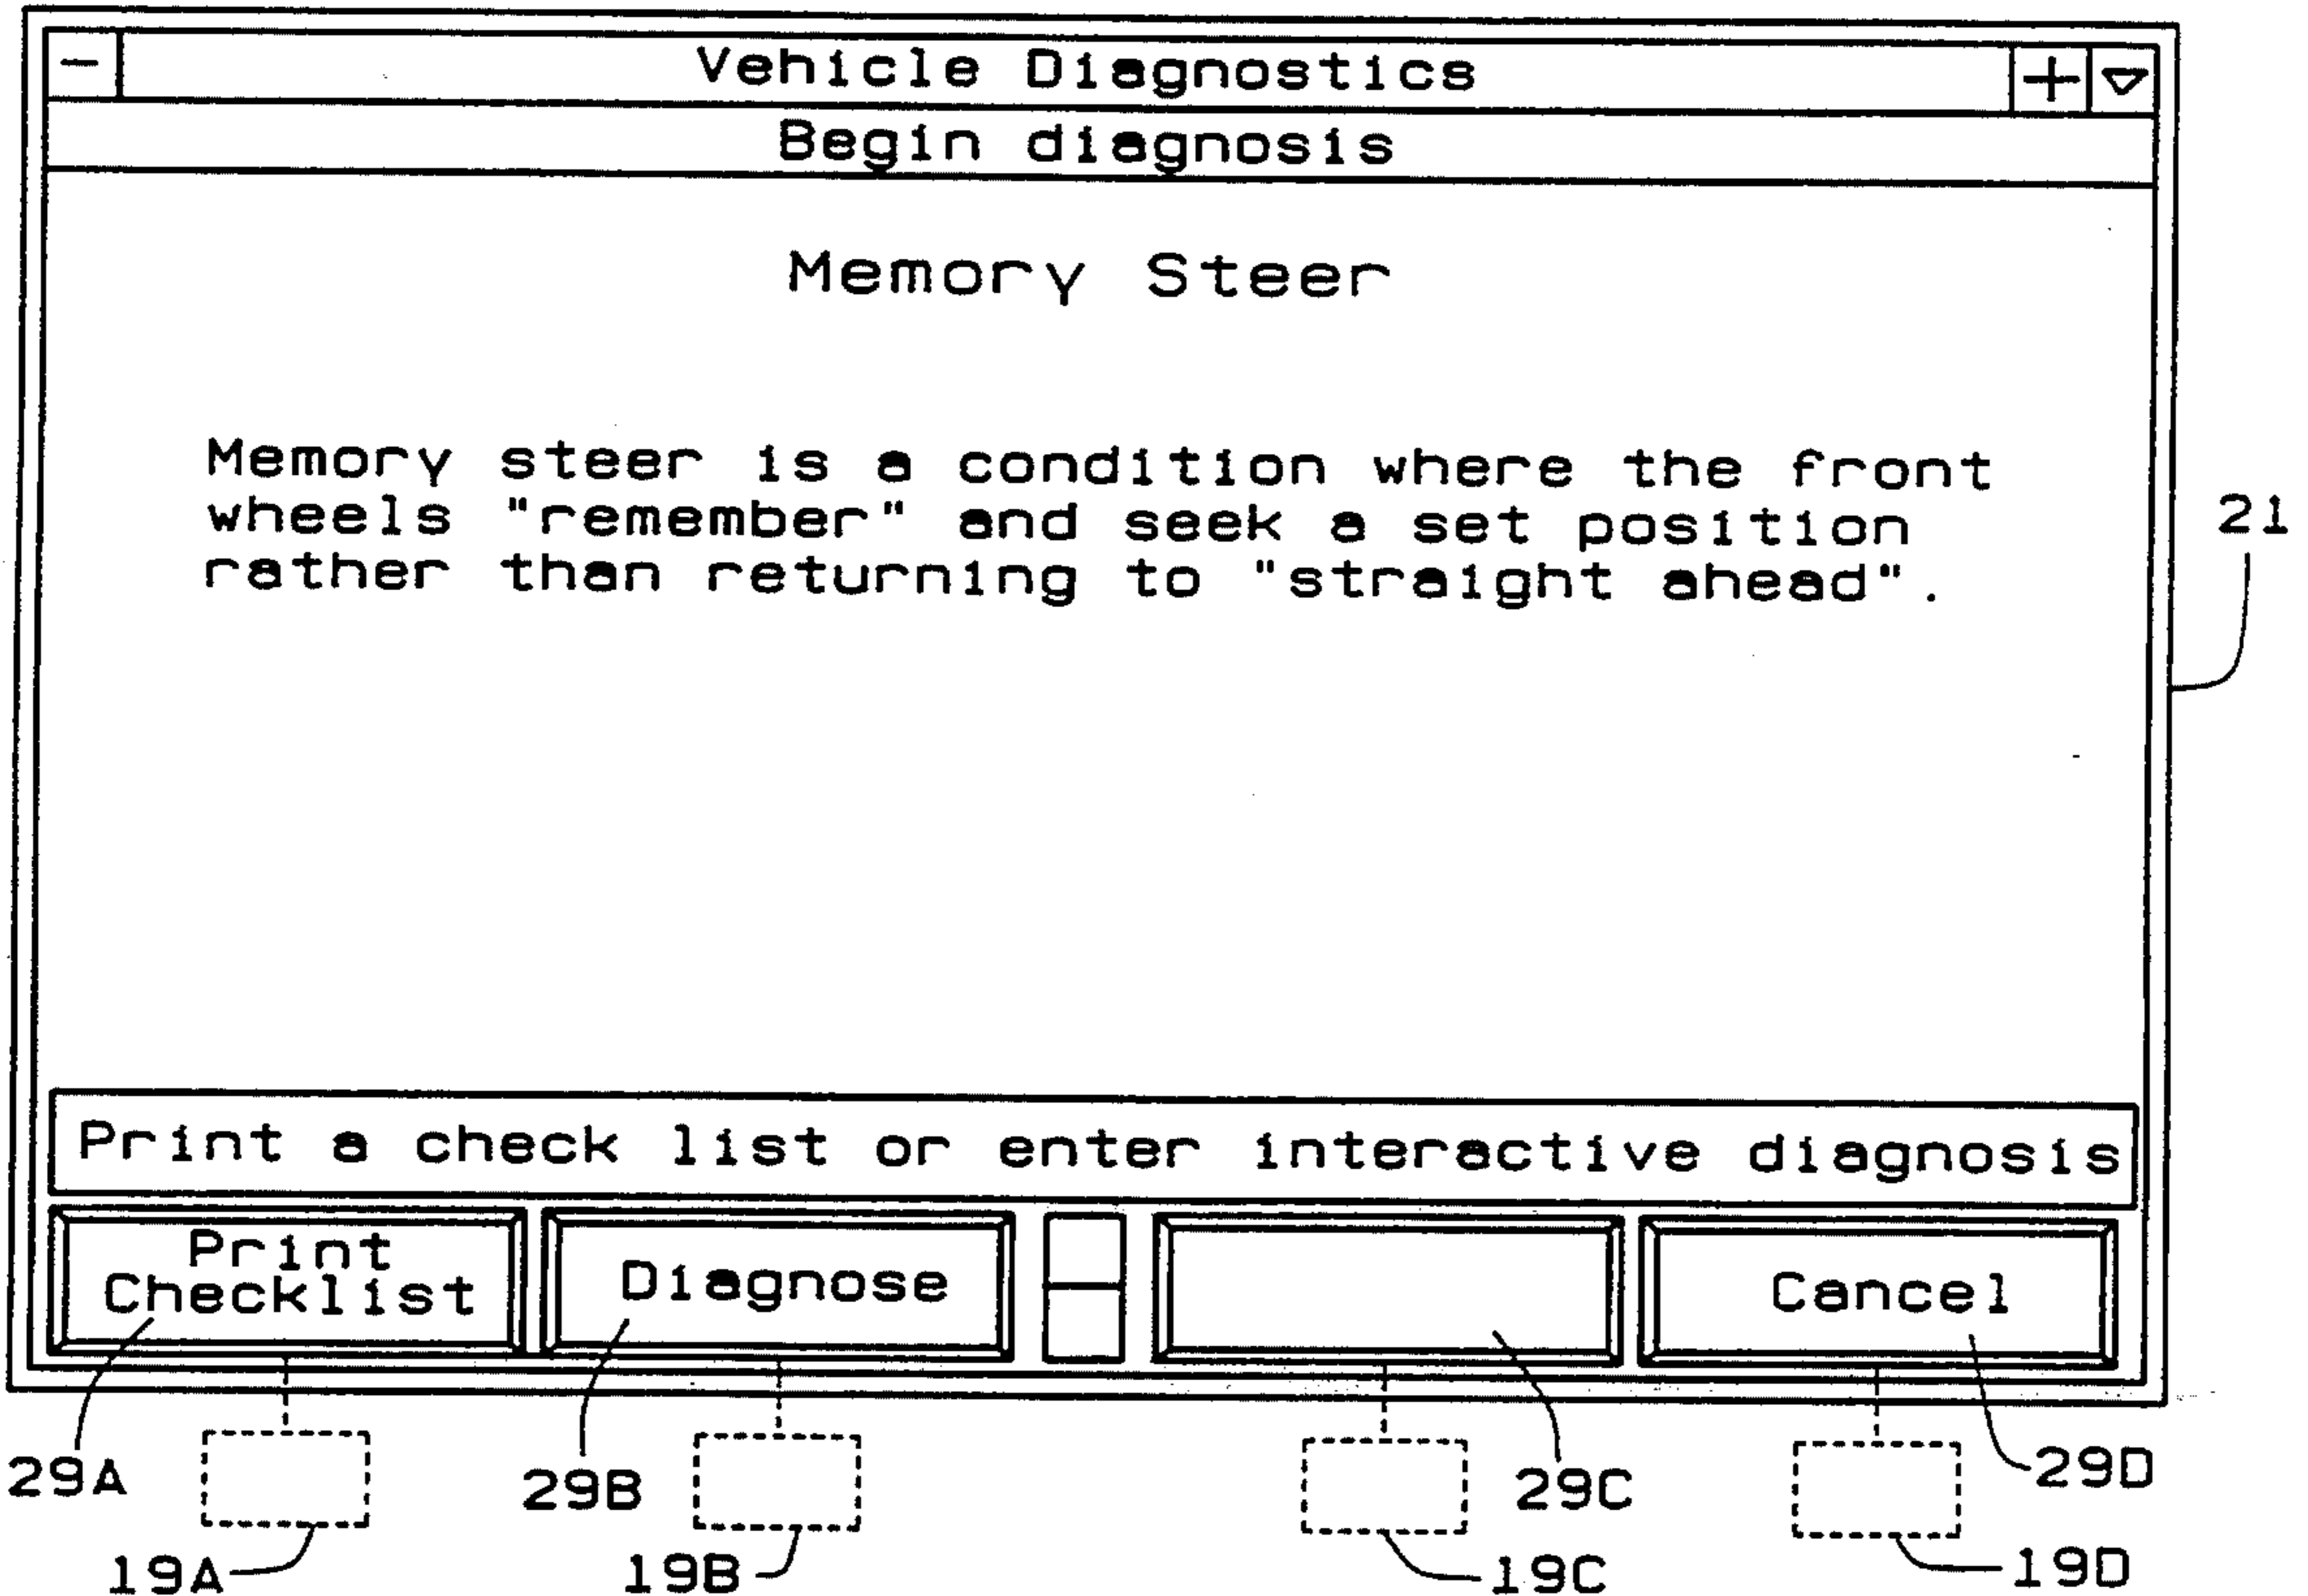 Vehicle Diagnostics
Begin diagnosis
Memory Steer
Memory steer is a condition where the front
wheels "remember" and seek a set position
rather than returning to "straight ahead".
21
Print a check list or enter interactive diagnosis
Print
Checklist
Diagnose
Cancel
29A
29B
29C
29D
19A
19B
19C
19D